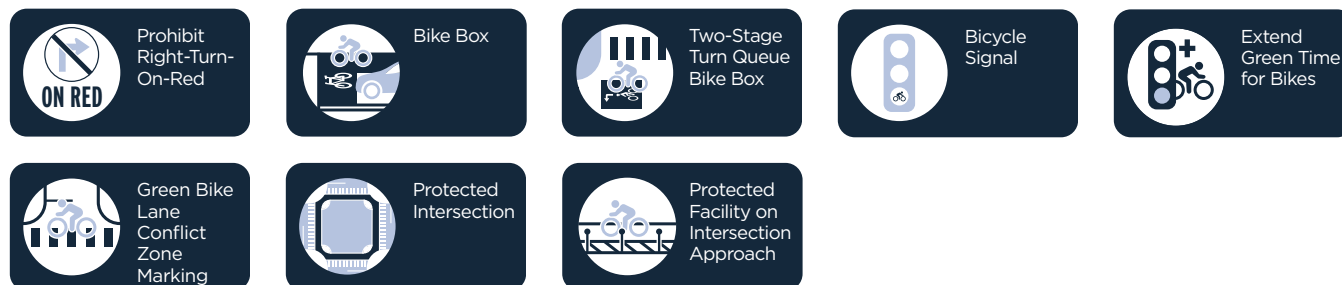 ON RED
Prohibit
Right-Turn-
On-Red
Bike Box
Two-Stage
Turn Queue
Bike Box
Bicycle
Signal
Extend
Green Time
for Bikes
Green Bike
Lane
Conflict
Zone
Marking
Protected
Intersection
Protected
Facility on
Intersection
Approach